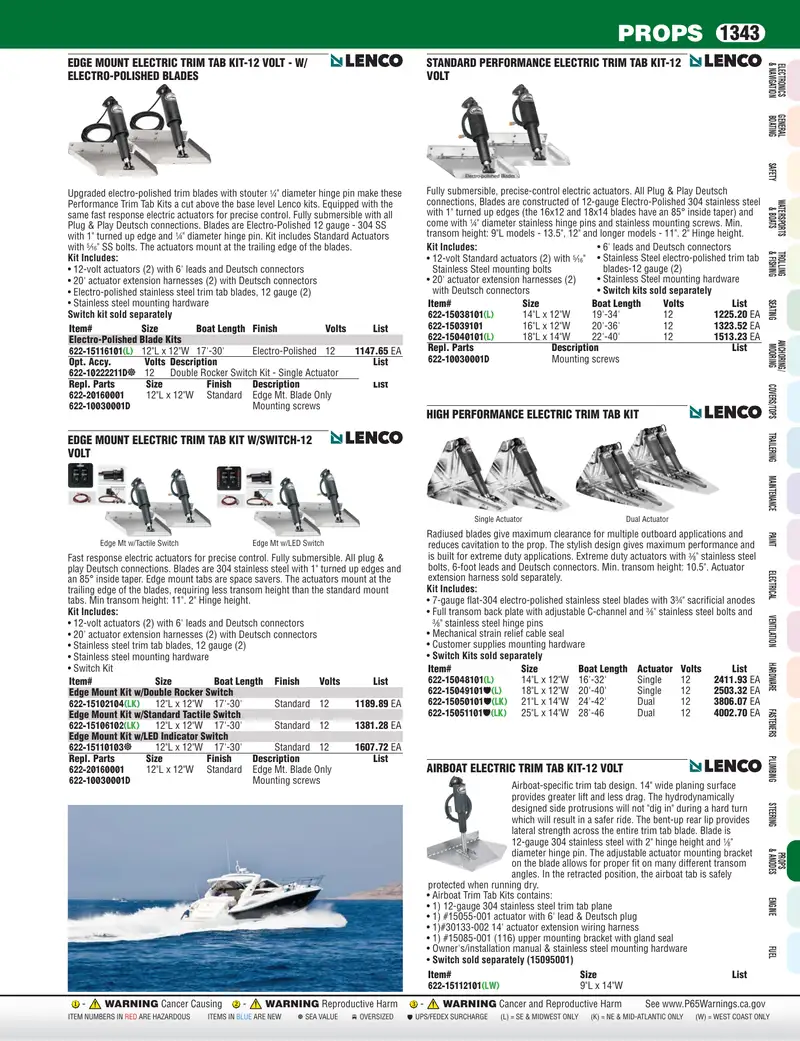 PROPS 1343
EDGE MOUNT ELECTRIC TRIM TAB KIT-12 VOLT - W/
ELECTRO-POLISHED BLADES
LENCO
Upgraded electro-polished trim blades with stouter ¼" diameter hinge pin make these
Performance Trim Tab Kits a cut above the base level Lenco kits. Equipped with the
same fast response electric actuators for precise control. Fully submersible with all
Plug & Play Deutsch connections. Blades are Electro-Polished 12 gauge - 304 SS
with 1" turned up edge and ¼" diameter hinge pin. Kit includes Standard Actuators
with 5⁄16" SS bolts. The actuators mount at the trailing edge of the blades.
Kit Includes:
• 12-volt actuators (2) with 6' leads and Deutsch connectors
• 20' actuator extension harnesses (2) with Deutsch connectors
• Electro-polished stainless steel trim tab blades, 12 gauge (2)
• Stainless steel mounting hardware
Switch kit sold separately
Item# Size Boat Length Finish Volts List
Electro-Polished Blade Kits
622-15116101(L) 12"L x 12"W 17'-30' Electro-Polished 12 1147.65 EA
Opt. Accy. Volts Description List
622-10222211D 12 Double Rocker Switch Kit - Single Actuator
Repl. Parts Size Finish Description List
622-20160001 12"L x 12"W Standard Edge Mt. Blade Only
622-10030001D Mounting screws
EDGE MOUNT ELECTRIC TRIM TAB KIT W/SWITCH-12
VOLT
LENCO
Edge Mt w/Tactile Switch Edge Mt w/LED Switch
Fast response electric actuators for precise control. Fully submersible. All plug &
play Deutsch connections. Blades are 304 stainless steel with 1" turned up edges and
an 85° inside taper. Edge mount tabs are space savers. The actuators mount at the
trailing edge of the blades, requiring less transom height than the standard mount
tabs. Min transom height: 11". 2" Hinge height.
Kit Includes:
• 12-volt actuators (2) with 6' leads and Deutsch connectors
• 20' actuator extension harnesses (2) with Deutsch connectors
• Stainless steel trim tab blades, 12 gauge (2)
• Stainless steel mounting hardware
• Switch Kit
Item# Size Boat Length Finish Volts List
Edge Mount Kit w/Double Rocker Switch
622-15102104(LK) 12"L x 12"W 17'-30' Standard 12 1189.89 EA
Edge Mount Kit w/Standard Tactile Switch
622-15106102(LK) 12"L x 12"W 17'-30' Standard 12 1381.28 EA
Edge Mount Kit w/LED Indicator Switch
622-15110103 12"L x 12"W 17'-30' Standard 12 1607.72 EA
Repl. Parts Size Finish Description List
622-20160001 12"L x 12"W Standard Edge Mt. Blade Only
622-10030001D Mounting screws
STANDARD PERFORMANCE ELECTRIC TRIM TAB KIT-12
VOLT
LENCO
Electro-polished Blades
Fully submersible, precise-control electric actuators. All Plug & Play Deutsch
connections, Blades are constructed of 12-gauge Electro-Polished 304 stainless steel
with 1" turned up edges (the 16x12 and 18x14 blades have an 85° inside taper) and
come with ¼" diameter stainless hinge pins and stainless mounting screws. Min.
transom height: 9"L models - 13.5", 12" and longer models - 11". 2" Hinge height.
Kit Includes:
• 12-volt Standard actuators (2) with 5⁄16"
Stainless Steel mounting bolts
• 20' actuator extension harnesses (2)
with Deutsch connectors
• 6' leads and Deutsch connectors
• Stainless Steel electro-polished trim tab
blades-12 gauge (2)
• Stainless Steel mounting hardware
• Switch kits sold separately
Item# Size Boat Length Volts List
622-15038101(L) 14"L x 12"W 19'-34' 12 1225.20 EA
622-15039101 16"L x 12"W 20'-36' 12 1323.52 EA
622-15040101(L) 18"L x 14"W 22'-40' 12 1513.23 EA
Repl. Parts Description List
622-10030001D Mounting screws
HIGH PERFORMANCE ELECTRIC TRIM TAB KIT
LENCO
Single Actuator Dual Actuator
Radiused blades give maximum clearance for multiple outboard applications and
reduces cavitation to the prop. The stylish design gives maximum performance and
is built for extreme duty applications. Extreme duty actuators with ⅜" stainless steel
bolts, 6-foot leads and Deutsch connectors. Min. transom height: 10.5". Actuator
extension harness sold separately.
Kit Includes:
• 7-gauge flat-304 electro-polished stainless steel blades with 3¾" sacrificial anodes
• Full transom back plate with adjustable C-channel and ⅜" stainless steel bolts and
⅜" stainless steel hinge pins
• Mechanical strain relief cable seal
• Customer supplies mounting hardware
• Switch Kits sold separately
Item# Size Boat Length Actuator Volts List
622-15048101(L) 14"L x 12"W 16'-32' Single 12 2411.93 EA
622-15049101(L) 18"L x 12"W 20'-40' Single 12 2503.32 EA
622-15050101(LK) 21"L x 14"W 24'-42' Dual 12 3806.07 EA
622-15051101(LK) 25"L x 14"W 28'-46 Dual 12 4002.70 EA
AIRBOAT ELECTRIC TRIM TAB KIT-12 VOLT
LENCO
Airboat-specific trim tab design. 14" wide planing surface
provides greater lift and less drag. The hydrodynamically
designed side protrusions will not "dig in" during a hard turn
which will result in a safer ride. The bent-up rear lip provides
lateral strength across the entire trim tab blade. Blade is
12-gauge 304 stainless steel with 2" hinge height and ⅛"
diameter hinge pin. The adjustable actuator mounting bracket
on the blade allows for proper fit on many different transom
angles. In the retracted position, the airboat tab is safely
protected when running dry.
• Airboat Trim Tab Kits contains:
• 1) 12-gauge 304 stainless steel trim tab plane
• 1) #15055-001 actuator with 6' lead & Deutsch plug
• 1)#30133-002 14' actuator extension wiring harness
• 1) #15085-001 (116) upper mounting bracket with gland seal
• Owner's/installation manual & stainless steel mounting hardware
• Switch sold separately (15095001)
Item# Size List
622-15112101(LW) 9"L x 14"W
ELECTRONICS
& NAVIGATION
GENERAL
BOATING
SAFETY
WATERSPORTS
& BOATS
TROLLING
& FISHING
SEATING
ANCHORING/
MOORING
COVERS TOPS
TRAILERING
MAINTENANCE
PAINT
ELECTRICAL
VENTILATION
HARDWARE
FASTENERS
PLUMBING
STEERING
PROPS
& ANODES
ENGINE
FUEL
1 - WARNING Cancer Causing 2 - WARNING Reproductive Harm 3 - WARNING Cancer and Reproductive Harm See www.P65Warnings.ca.gov
ITEM NUMBERS IN RED ARE HAZARDOUS ITEMS IN BLUE ARE NEW SEA VALUE OVERSIZED UPS/FEDEX SURCHARGE (L) = SE & MIDWEST ONLY (K) = NE & MID-ATLANTIC ONLY (W) = WEST COAST ONLY